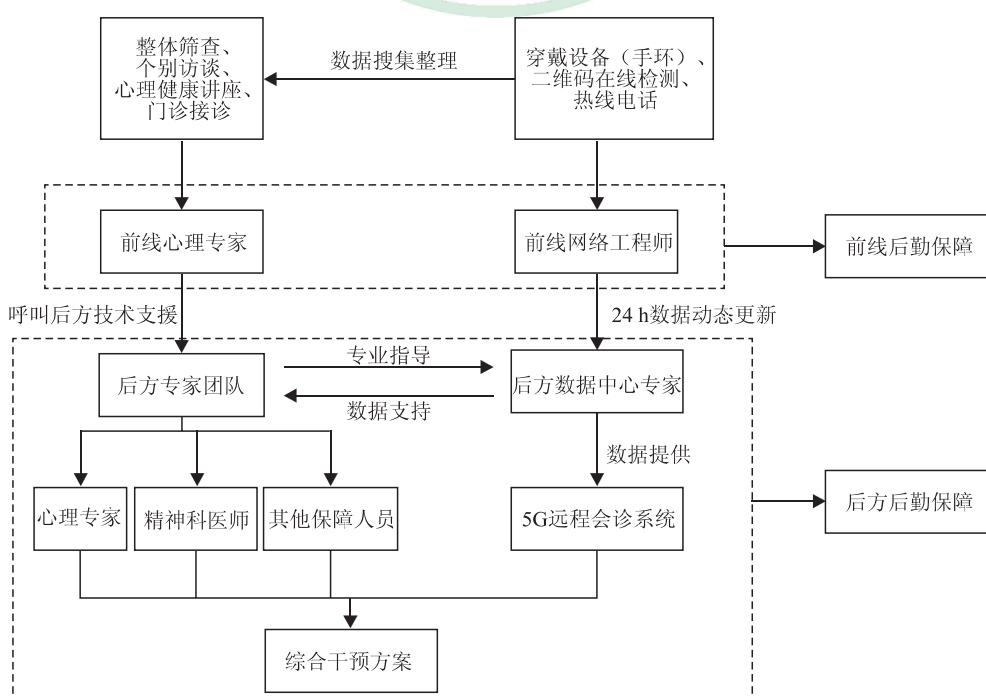 整体筛查、
个别访谈、
心理健康讲座、
门诊接诊
数据搜集整理
穿戴设备（手环）、
二维码在线检测、
热线电话
前线心理专家
前线网络工程师
前线后勤保障
呼叫后方技术支援
24 h数据动态更新
后方专家团队
专业指导
数据支持
后方数据中心专家
数据提供
心理专家
精神科医师
其他保障人员
5G远程会诊系统
后方后勤保障
综合干预方案